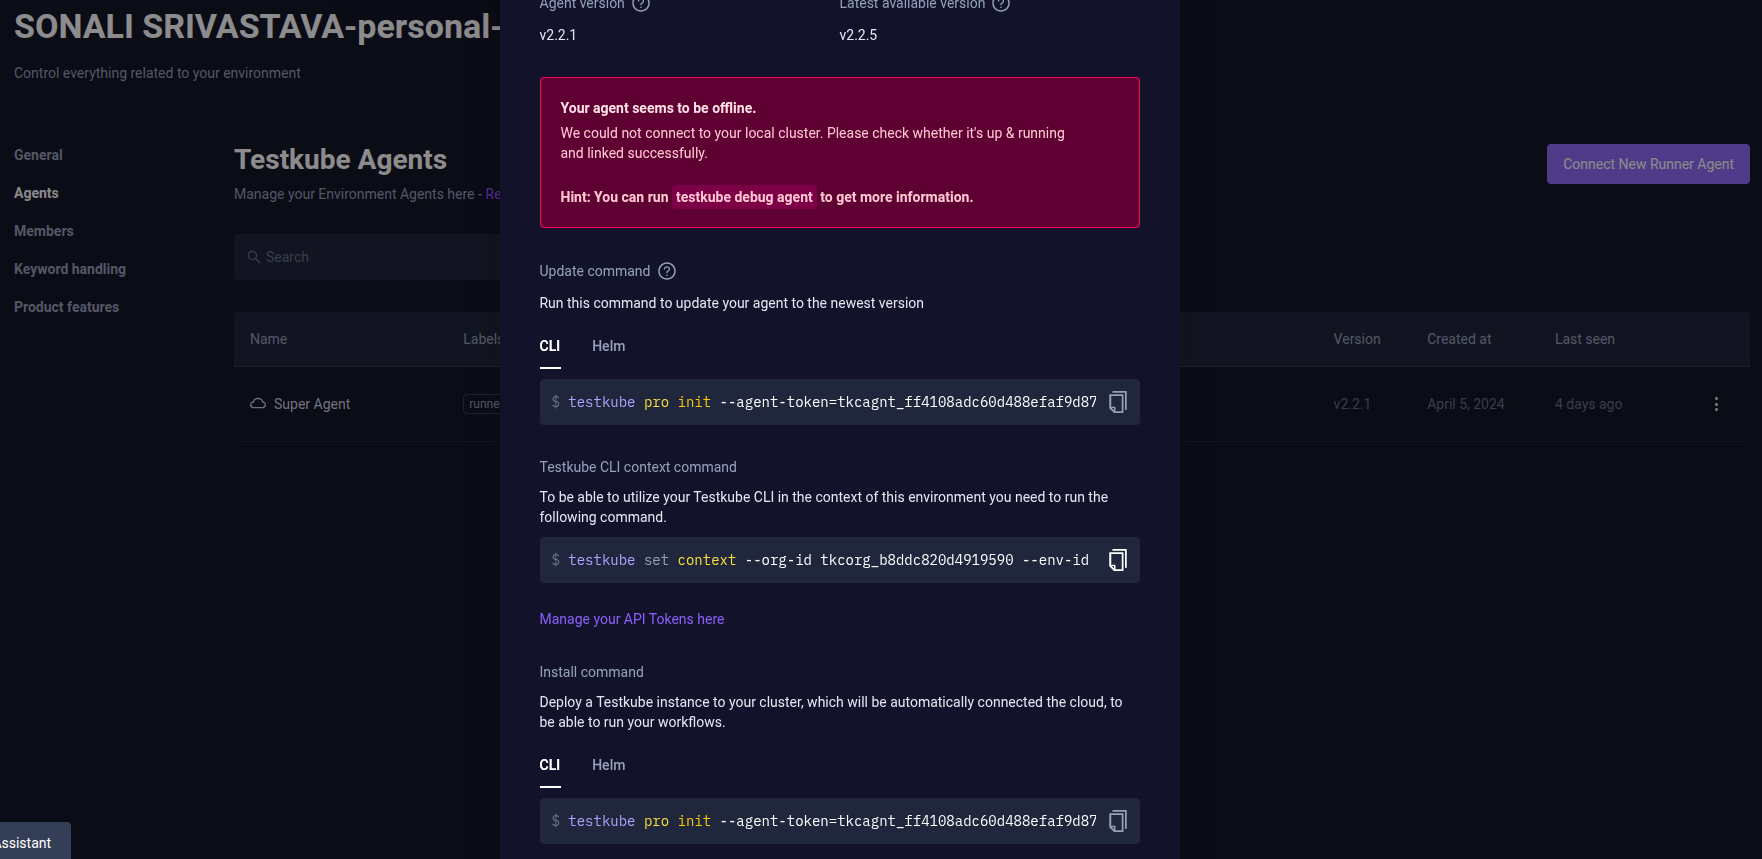 SONALI SRIVASTAVA-personal-
Control everything related to your environment
General
Agents
Members
Keyword handling
Product features
Testkube Agents
Manage your Environment Agents here - Re
Connect New Runner Agent
Search
Name Labels Version Created at Last seen
Super Agent runne v2.2.1 April 5, 2024 4 days ago
ssistant
Agent version ? Latest available version ?
v2.2.1 v2.2.5
Your agent seems to be offline.
We could not connect to your local cluster. Please check whether it's up & running
and linked successfully.
Hint: You can run testkube debug agent to get more information.
Update command ?
Run this command to update your agent to the newest version
CLI Helm
$ testkube pro init --agent-token=tkcagnt_ff4108adc60d488efaf9d87
Testkube CLI context command
To be able to utilize your Testkube CLI in the context of this environment you need to run the
following command.
$ testkube set context --org-id tkcorg_b8ddc820d4919590 --env-id
Manage your API Tokens here
Install command
Deploy a Testkube instance to your cluster, which will be automatically connected the cloud, to
be able to run your workflows.
CLI Helm
$ testkube pro init --agent-token=tkcagnt_ff4108adc60d488efaf9d87